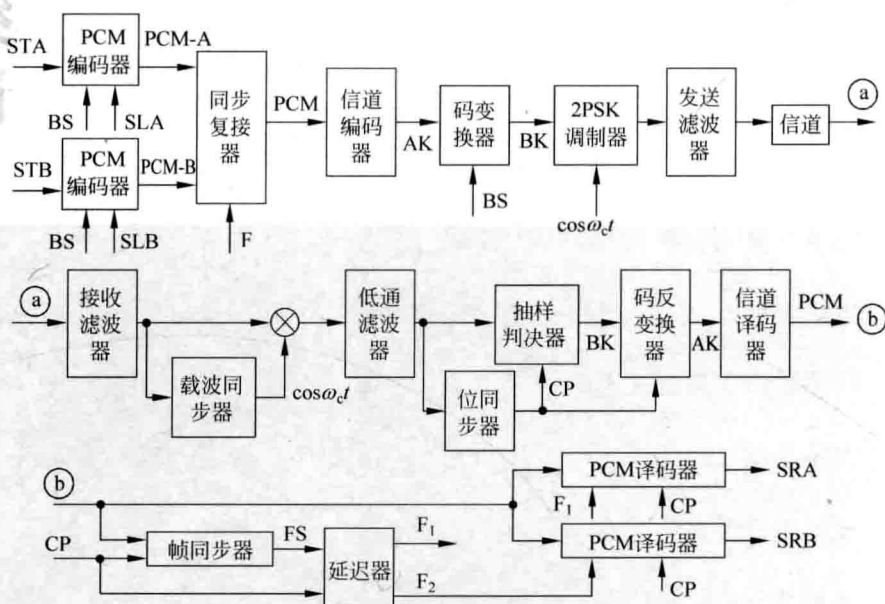 STA
PCM
编码器
PCM-A
BS
SLA
STB
PCM
编码器
PCM-B
BS
SLB
同步
复接
器
F
PCM
信道
编码
器
AK
码变
换器
BS
BK
2PSK
调制器
cosω_c t
发送
滤波
器
信道
a
a
接收
滤波
器
载波同
步器
cosω_c t
低通
滤波
器
抽样
判决器
位同
步器
CP
BK
码反
变换
器
AK
信道
译码
器
PCM
b
b
CP
帧同步器
FS
延迟器
F₁
F₂
PCM译码器
SRA
F₁
CP
PCM译码器
SRB
CP